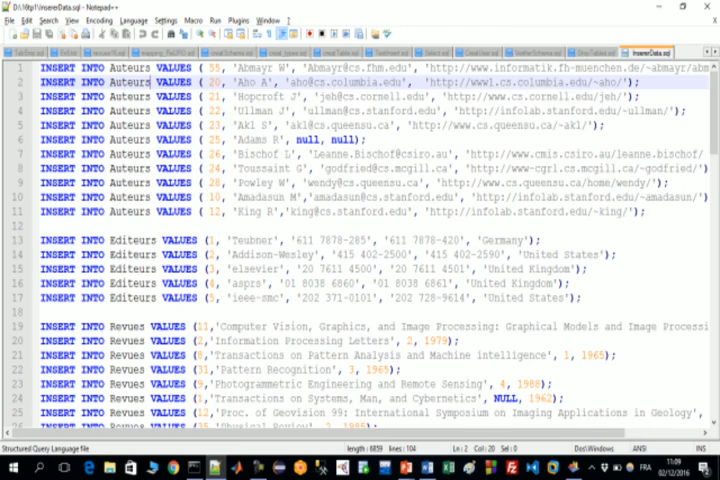 D:\16tp1\InsererData.sql - Notepad++
File Edit Search View Encoding Language Settings Macro Run Plugins Window ?
InsererData.sql
1 INSERT INTO Auteurs VALUES ( 55, 'Abmayr W', 'Abmayr@cs.fhm.edu', 'http://www.informatik.fh-muenchen.de/~abmayr/abm
2 INSERT INTO Auteurs VALUES ( 20, 'Aho A', 'aho@cs.columbia.edu', 'http://www1.cs.columbia.edu/~aho/');
3 INSERT INTO Auteurs VALUES ( 21, 'Hopcroft J', 'jeh@cs.cornell.edu', 'http://www.cs.cornell.edu/jeh/');
4 INSERT INTO Auteurs VALUES ( 22, 'Ullman J', 'ullman@cs.stanford.edu', 'http://infolab.stanford.edu/~ullman/');
5 INSERT INTO Auteurs VALUES ( 23, 'Akl S', 'akl@cs.queensu.ca', 'http://www.cs.queensu.ca/~akl/');
6 INSERT INTO Auteurs VALUES ( 25, 'Adams R', null, null);
7 INSERT INTO Auteurs VALUES ( 26, 'Bischof L', 'Leanne.Bischof@csiro.au', 'http://www.cmis.csiro.au/leanne.bischof/
8 INSERT INTO Auteurs VALUES ( 24, 'Toussaint G', 'godfried@cs.mcgill.ca', 'http://www-cgrl.cs.mcgill.ca/~godfried/')
9 INSERT INTO Auteurs VALUES ( 28, 'Powley W', 'wendy@cs.queensu.ca', 'http://www.cs.queensu.ca/home/wendy/');
10 INSERT INTO Auteurs VALUES ( 10, 'Amadasun M','amadasun@cs.stanford.edu', 'http://infolab.stanford.edu/~amadasun/')
11 INSERT INTO Auteurs VALUES ( 12, 'King R','king@cs.stanford.edu', 'http://infolab.stanford.edu/~king/');
12
13 INSERT INTO Editeurs VALUES (1, 'Teubner', '611 7878-285', '611 7878-420', 'Germany');
14 INSERT INTO Editeurs VALUES (2, 'Addison-Wesley', '415 402-2500', '415 402-2590', 'United States');
15 INSERT INTO Editeurs VALUES (3, 'elsevier', '20 7611 4500', '20 7611 4501', 'United Kingdom');
16 INSERT INTO Editeurs VALUES (4, 'asprs', '01 8038 6860', '01 8038 6861', 'United Kingdom');
17 INSERT INTO Editeurs VALUES (5, 'ieee-smc', '202 371-0101', '202 728-9614', 'United States');
18
19 INSERT INTO Revues VALUES (11,'Computer Vision, Graphics, and Image Processing: Graphical Models and Image Processi
20 INSERT INTO Revues VALUES (2,'Information Processing Letters', 2, 1979);
21 INSERT INTO Revues VALUES (8,'Transactions on Pattern Analysis and Machine intelligence', 1, 1965);
22 INSERT INTO Revues VALUES (31,'Pattern Recognition', 3, 1965);
23 INSERT INTO Revues VALUES (9,'Photogrammetric Engineering and Remote Sensing', 4, 1988);
24 INSERT INTO Revues VALUES (1,'Transactions on Systems, Man, and Cybernetics', NULL, 1962);
25 INSERT INTO Revues VALUES (12,'Proc. of Geovision 99: International Symposium on Imaging Applications in Geology',
26 INSERT INTO Revues VALUES (35,'Physical Review', 2, 1985);
Structured Query Language file length : 6859 lines : 104 Ln : 2 Col : 20 Sel : 0 Dos\Windows ANSI INS
FRA
11:09
02/12/2016